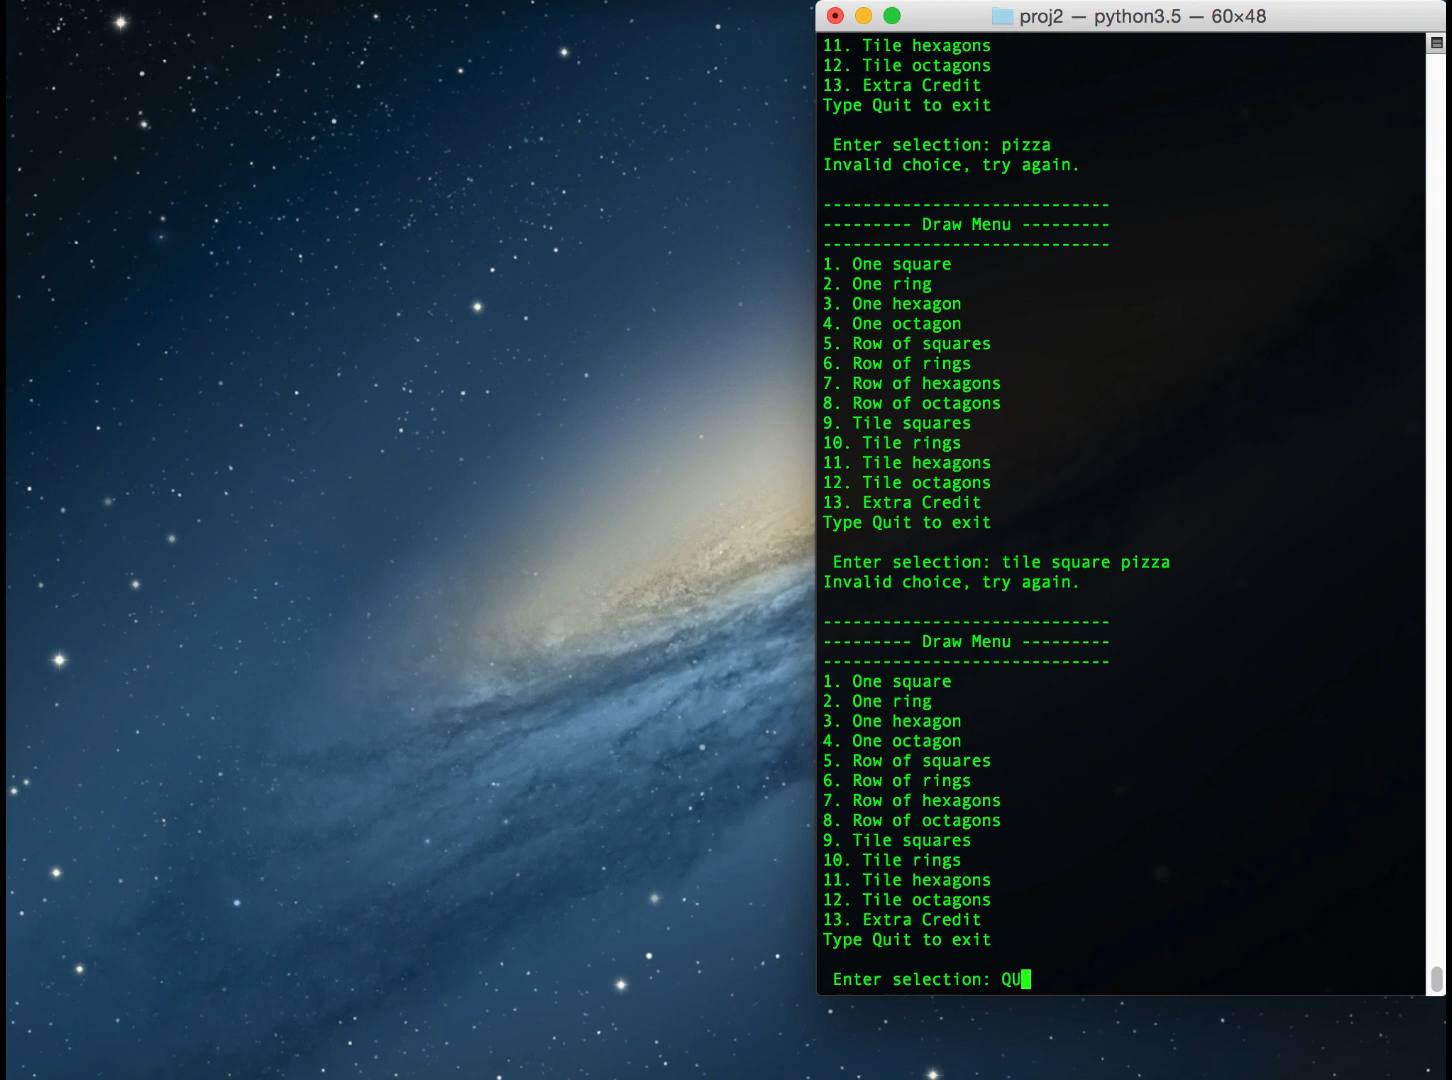 proj2 — python3.5 — 60×48
11. Tile hexagons
12. Tile octagons
13. Extra Credit
Type Quit to exit
Enter selection: pizza
Invalid choice, try again.
-----------------------------
--------- Draw Menu ---------
-----------------------------
1. One square
2. One ring
3. One hexagon
4. One octagon
5. Row of squares
6. Row of rings
7. Row of hexagons
8. Row of octagons
9. Tile squares
10. Tile rings
11. Tile hexagons
12. Tile octagons
13. Extra Credit
Type Quit to exit
Enter selection: tile square pizza
Invalid choice, try again.
-----------------------------
--------- Draw Menu ---------
-----------------------------
1. One square
2. One ring
3. One hexagon
4. One octagon
5. Row of squares
6. Row of rings
7. Row of hexagons
8. Row of octagons
9. Tile squares
10. Tile rings
11. Tile hexagons
12. Tile octagons
13. Extra Credit
Type Quit to exit
Enter selection: QU